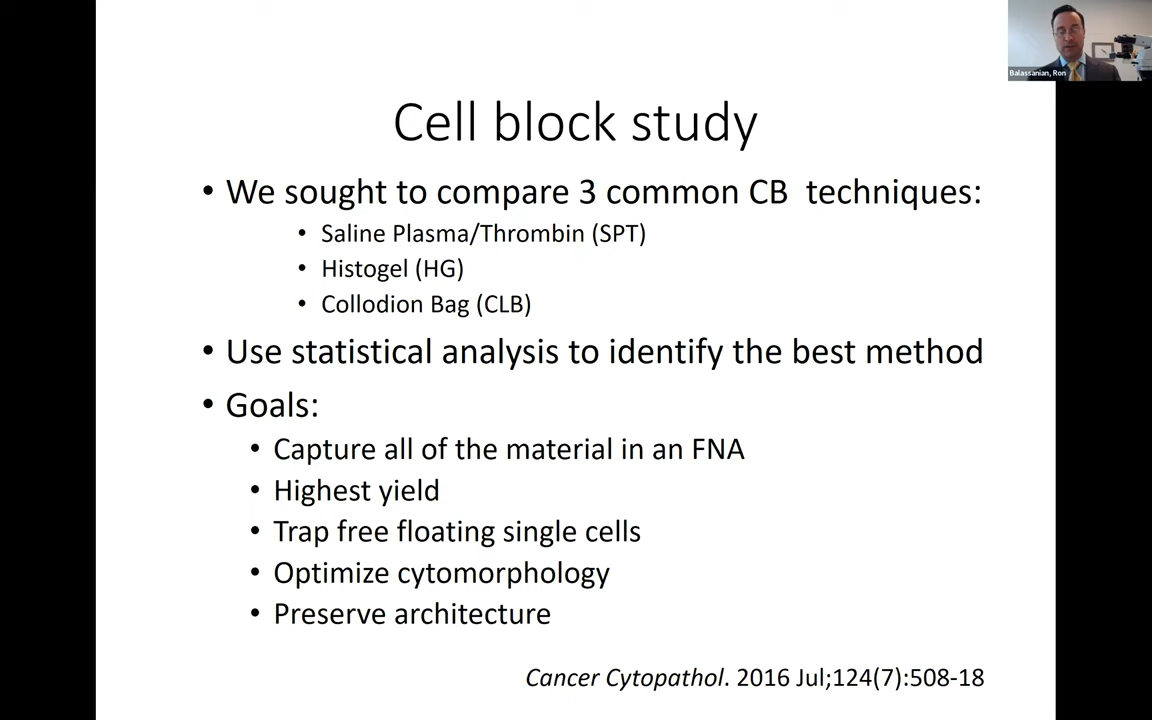 Balassanian, Ron
Cell block study
• We sought to compare 3 common CB techniques:
• Saline Plasma/Thrombin (SPT)
• Histogel (HG)
• Collodion Bag (CLB)
• Use statistical analysis to identify the best method
• Goals:
• Capture all of the material in an FNA
• Highest yield
• Trap free floating single cells
• Optimize cytomorphology
• Preserve architecture
Cancer Cytopathol. 2016 Jul;124(7):508-18